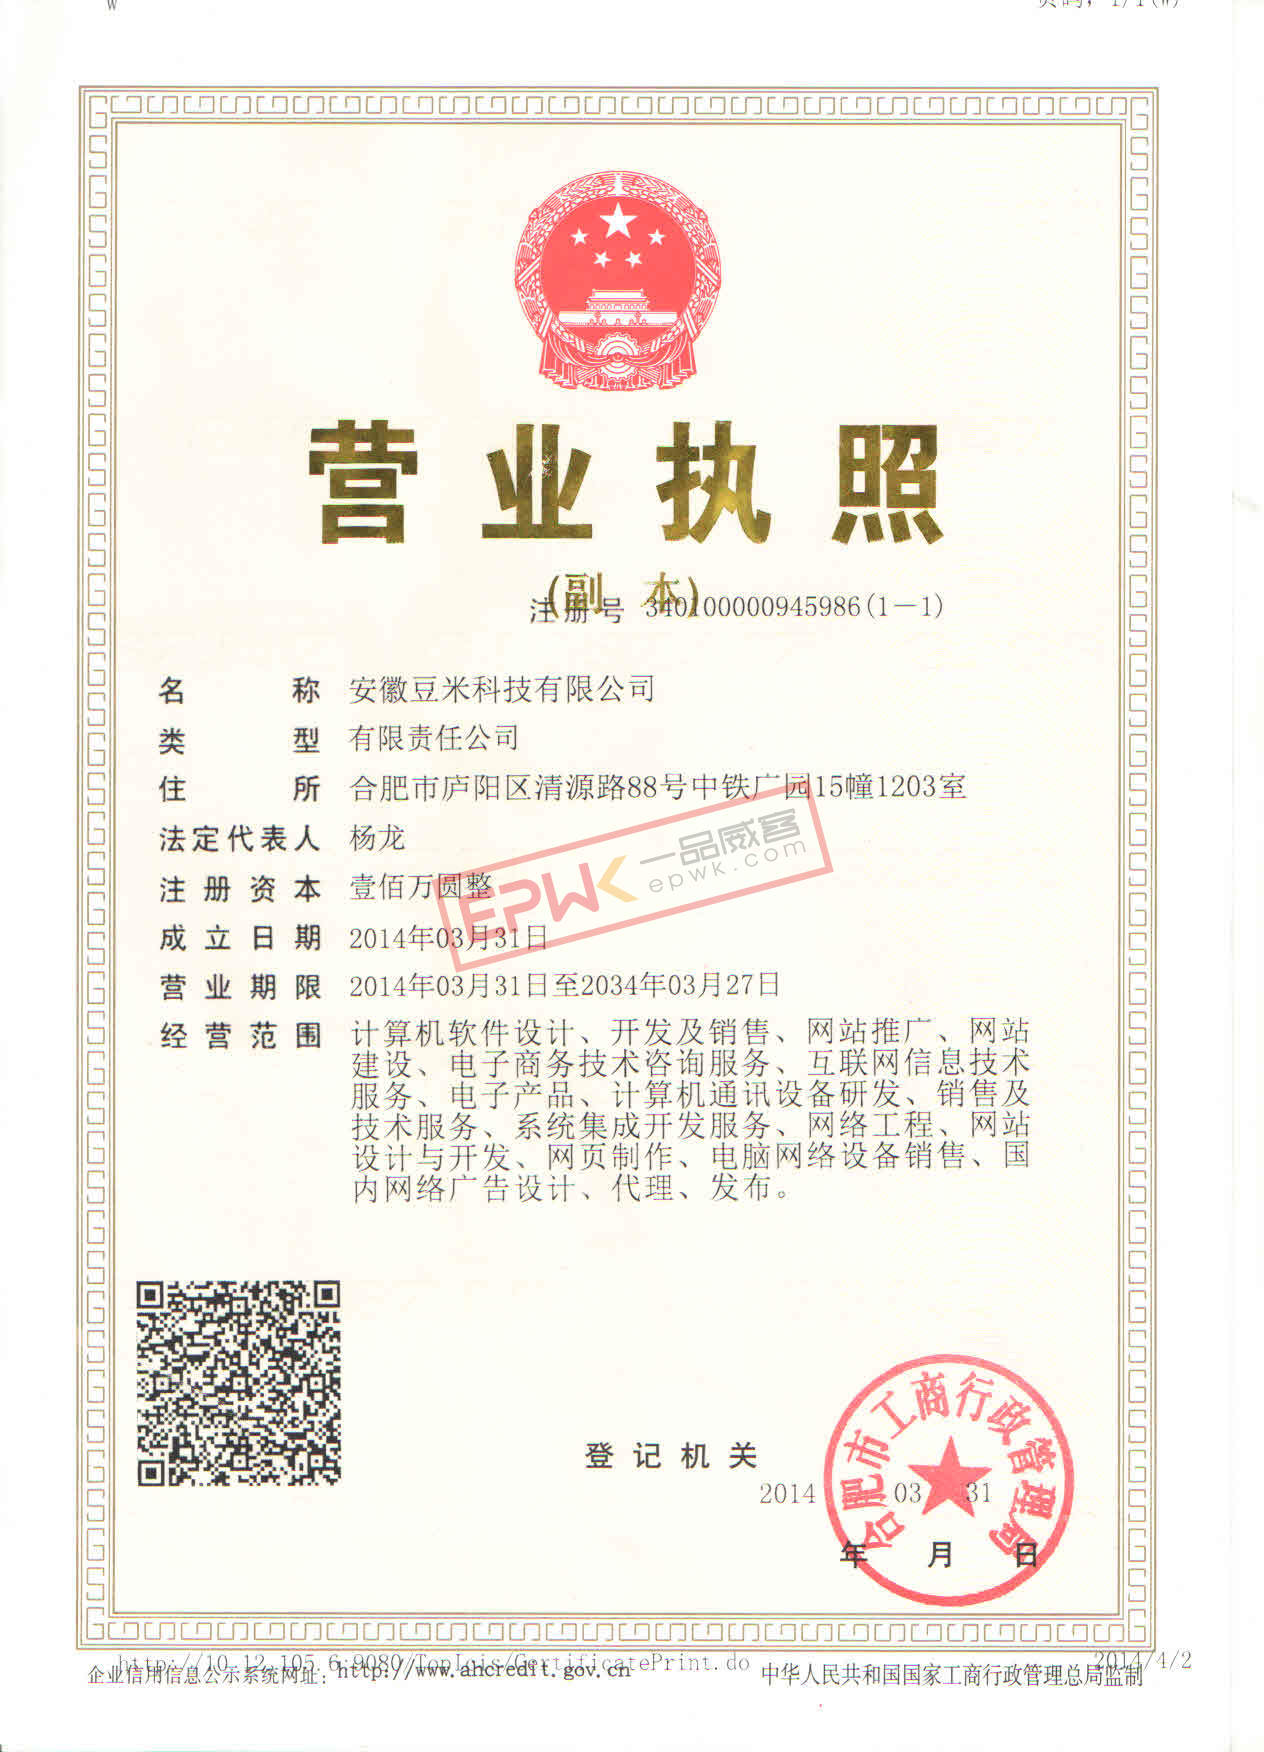 w
页码：1/1(W)
营业执照
(副 本)
注册号 340100000945986(1-1)
名称 安徽豆米科技有限公司
类型 有限责任公司
住所 合肥市庐阳区清源路88号中铁广园15幢1203室
法定代表人 杨龙
注册资本 壹佰万圆整
成立日期 2014年03月31日
营业期限 2014年03月31日至2034年03月27日
经营范围 计算机软件设计、开发及销售、网站推广、网站
建设、电子商务技术咨询服务、互联网信息技术
服务、电子产品、计算机通讯设备研发、销售及
技术服务、系统集成开发服务、网络工程、网站
设计与开发、网页制作、电脑网络设备销售、国
内网络广告设计、代理、发布。
EPWK 一品威客
epwk.com
登记机关
合肥市工商行政管理局
2014 03 31
年 月 日
http://10.12.105.6:9080/TopIcis/CertificatePrint.do
2014/4/2
企业信用信息公示系统网址：http://www.ahcredit.gov.cn
中华人民共和国国家工商行政管理总局监制